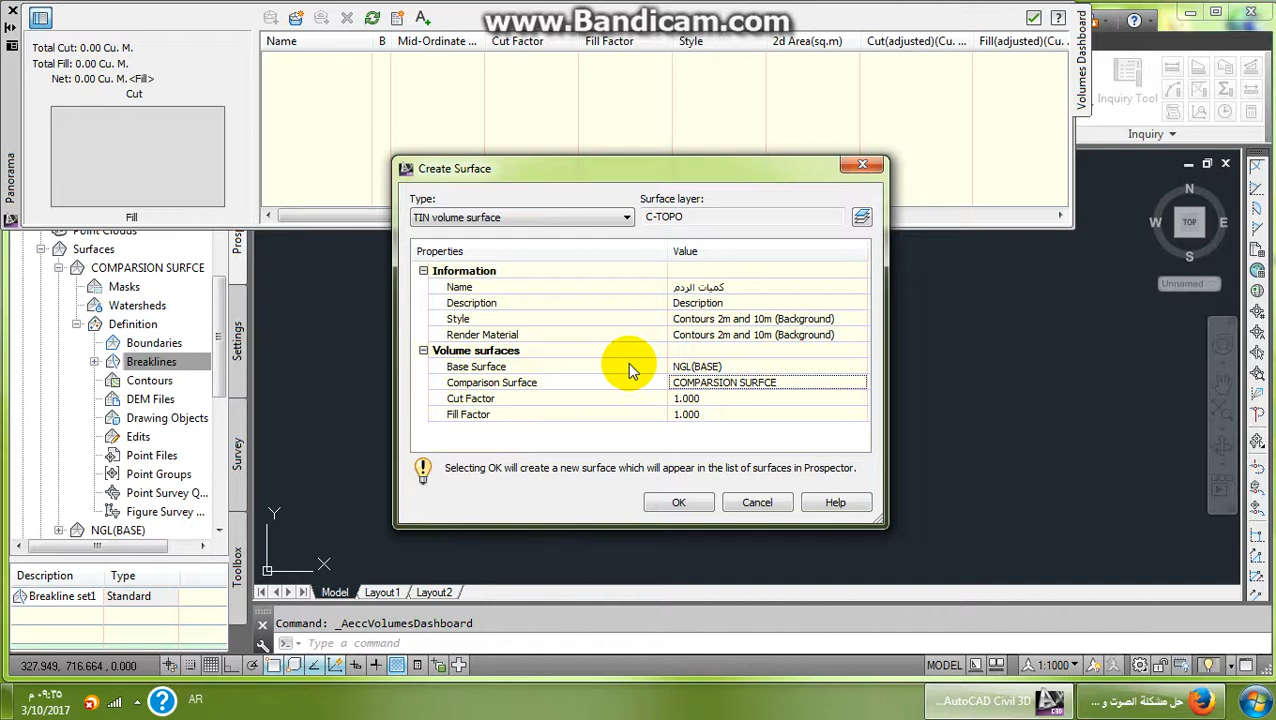 www.Bandicam.com
Total Cut: 0.00 Cu. M.
Total Fill: 0.00 Cu. M.
Net: 0.00 Cu. M.<Fill>
Cut
Fill
Panorama
Name B Mid-Ordinate ... Cut Factor Fill Factor Style 2d Area(sq.m) Cut(adjusted)(Cu. ... Fill(adjusted)(Cu. ...
Volumes Dashboard
Inquiry Tool
Inquiry
Create Surface
Type:
TIN volume surface
Surface layer:
C-TOPO
Properties Value
Information
Name كميات الردم
Description Description
Style Contours 2m and 10m (Background)
Render Material Contours 2m and 10m (Background)
Volume surfaces
Base Surface NGL(BASE)
Comparison Surface COMPARSION SURFCE
Cut Factor 1.000
Fill Factor 1.000
Selecting OK will create a new surface which will appear in the list of surfaces in Prospector.
OK Cancel Help
Point Clouds
Surfaces
COMPARSION SURFCE
Masks
Watersheds
Definition
Boundaries
Breaklines
Contours
DEM Files
Drawing Objects
Edits
Point Files
Point Groups
Point Survey Q...
Figure Survey ...
NGL(BASE)
Settings
Survey
Toolbox
Description Type
Breakline set1 Standard
N
W TOP E
S
Unnamed
Y
X
Model Layout1 Layout2
Command: _AeccVolumesDashboard
Type a command
327.949, 716.664, 0.000
MODEL
1:1000
٠٩:٣٥ م
3/10/2017
AR
...AutoCAD Civil 3D
حل مشكلة الصوت و ...